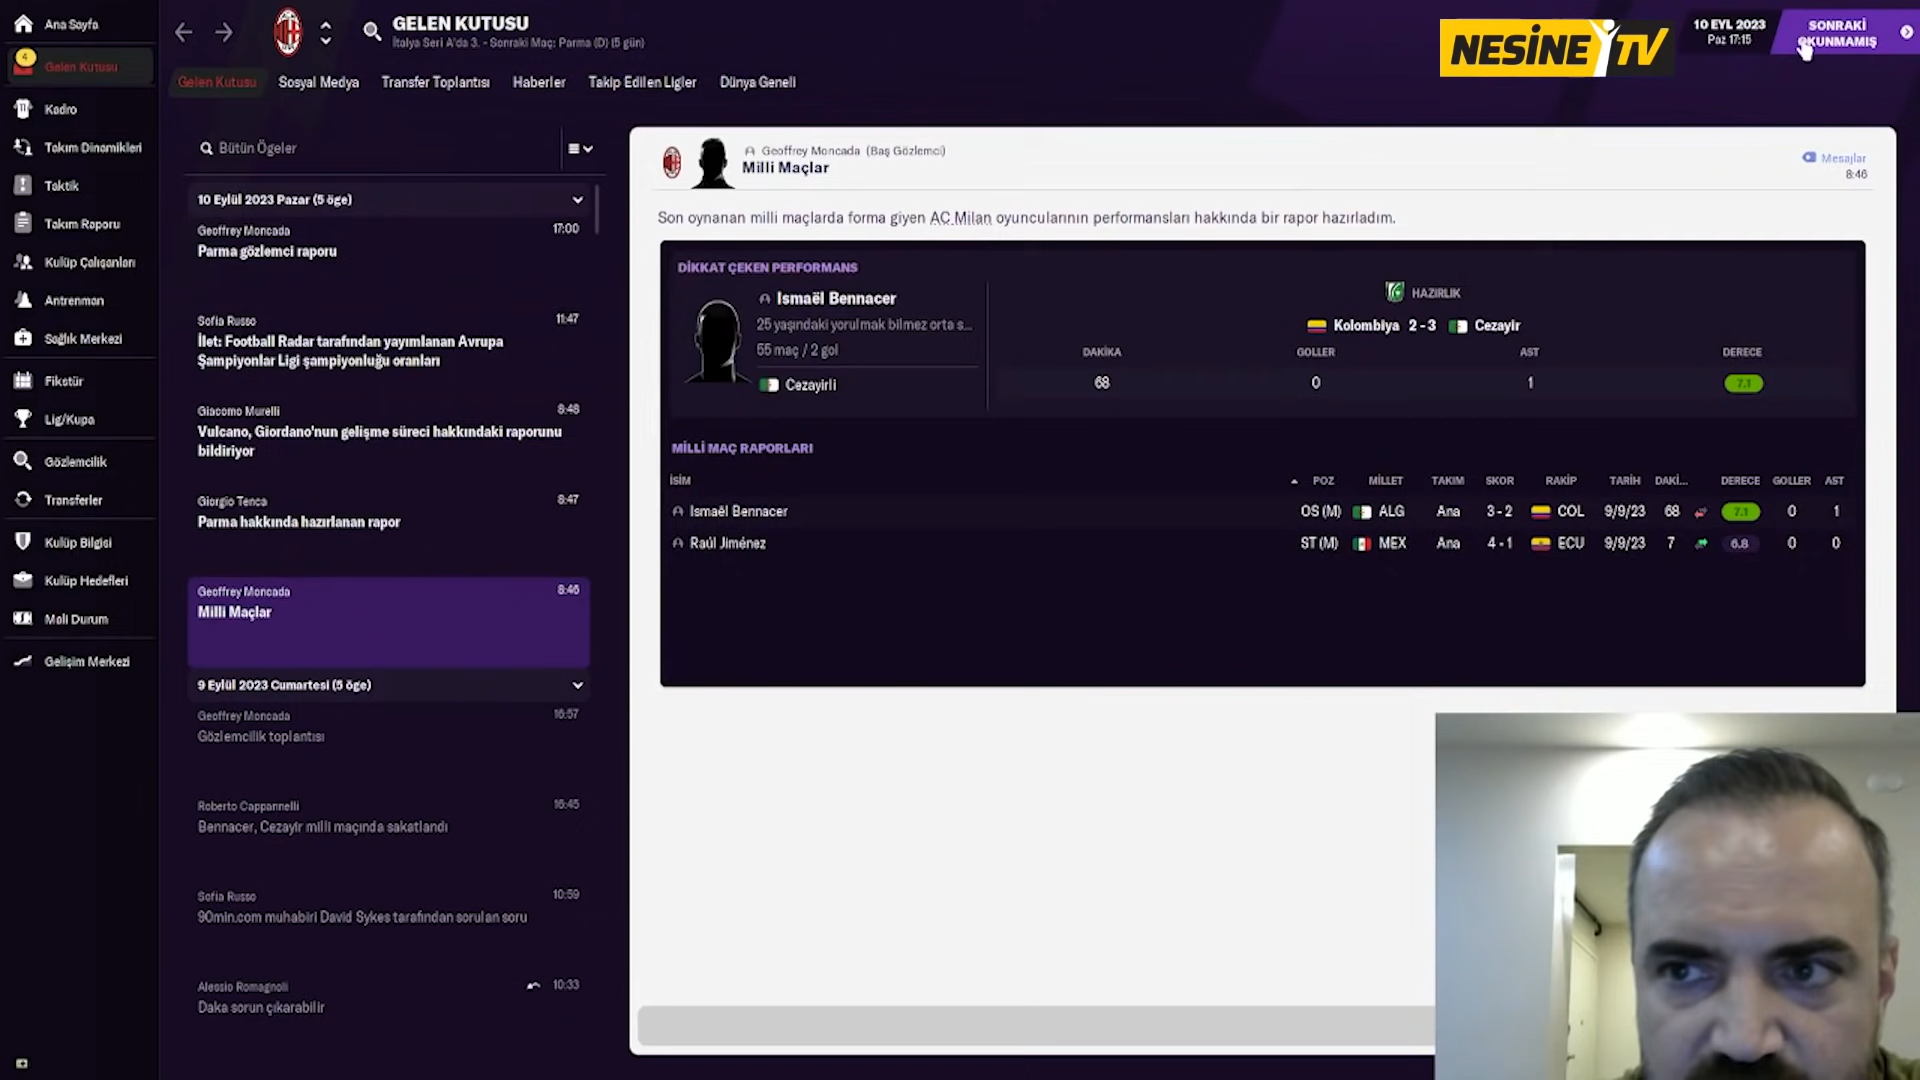 Ana Sayfa
4
Gelen Kutusu
Kadro
Takım Dinamikleri
Taktik
Takım Raporu
Kulüp Çalışanları
Antrenman
Sağlık Merkezi
Fikstür
Lig/Kupa
Gözlemcilik
Transferler
Kulüp Bilgisi
Kulüp Hedefleri
Mali Durum
Gelişim Merkezi
GELEN KUTUSU
İtalya Seri A'da 3. - Sonraki Maç: Parma (D) (5 gün)
NESİNE TV
10 EYL 2023
Paz 17:15
SONRAKİ
OKUNMAMIŞ
Gelen Kutusu Sosyal Medya Transfer Toplantısı Haberler Takip Edilen Ligler Dünya Geneli
Bütün Ögeler
10 Eylül 2023 Pazar (5 öge)
Geoffrey Moncada 17:00
Parma gözlemci raporu
Sofia Russo 11:47
İlet: Football Radar tarafından yayımlanan Avrupa
Şampiyonlar Ligi şampiyonluğu oranları
Giacomo Murelli 8:48
Vulcano, Giordano'nun gelişme süreci hakkındaki raporunu
bildiriyor
Giorgio Tenca 8:47
Parma hakkında hazırlanan rapor
Geoffrey Moncada 8:46
Milli Maçlar
9 Eylül 2023 Cumartesi (5 öge)
Geoffrey Moncada 16:57
Gözlemcilik toplantısı
Roberto Cappannelli 16:45
Bennacer, Cezayir milli maçında sakatlandı
Sofia Russo 10:59
90min.com muhabiri David Sykes tarafından sorulan soru
Alessio Romagnoli 10:33
Daka sorun çıkarabilir
Geoffrey Moncada (Baş Gözlemci)
Milli Maçlar
Mesajlar
8:46
Son oynanan milli maçlarda forma giyen AC Milan oyuncularının performansları hakkında bir rapor hazırladım.
DİKKAT ÇEKEN PERFORMANS
Ismaël Bennacer
25 yaşındaki yorulmak bilmez orta s...
55 maç / 2 gol
Cezayirli
HAZIRLIK
Kolombiya 2 - 3 Cezayir
DAKİKA GOLLER AST DERECE
68 0 1 7.1
MİLLİ MAÇ RAPORLARI
İSİM POZ MİLLET TAKIM SKOR RAKİP TARİH DAKİ... DERECE GOLLER AST
Ismaël Bennacer OS (M) ALG Ana 3 - 2 COL 9/9/23 68 7.1 0 1
Raúl Jiménez ST (M) MEX Ana 4 - 1 ECU 9/9/23 7 6.8 0 0